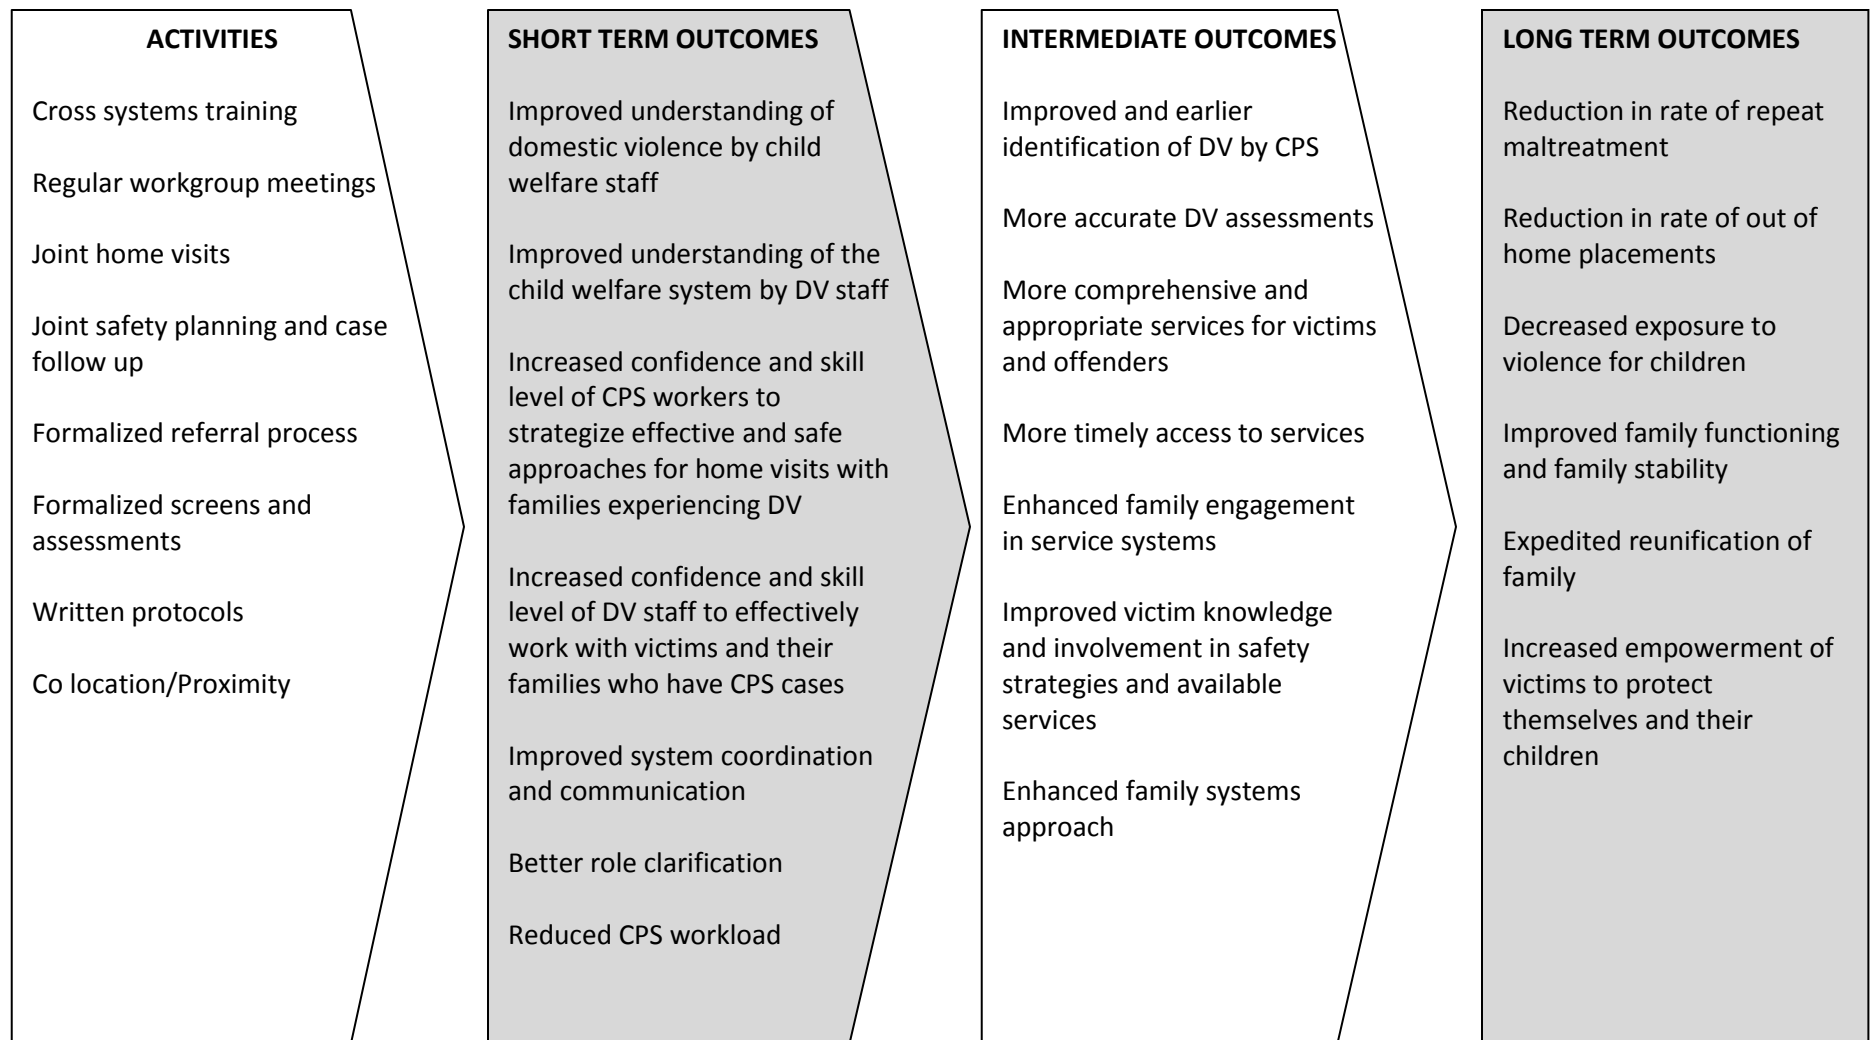 ACTIVITIES
Cross systems training
Regular workgroup meetings
Joint home visits
Joint safety planning and case
follow up
Formalized referral process
Formalized screens and
assessments
Written protocols
Co location/Proximity
SHORT TERM OUTCOMES
Improved understanding of
domestic violence by child
welfare staff
Improved understanding of the
child welfare system by DV staff
Increased confidence and skill
level of CPS workers to
strategize effective and safe
approaches for home visits with
families experiencing DV
Increased confidence and skill
level of DV staff to effectively
work with victims and their
families who have CPS cases
Improved system coordination
and communication
Better role clarification
Reduced CPS workload
INTERMEDIATE OUTCOMES
Improved and earlier
identification of DV by CPS
More accurate DV assessments
More comprehensive and
appropriate services for victims
and offenders
More timely access to services
Enhanced family engagement
in service systems
Improved victim knowledge
and involvement in safety
strategies and available
services
Enhanced family systems
approach
LONG TERM OUTCOMES
Reduction in rate of repeat
maltreatment
Reduction in rate of out of
home placements
Decreased exposure to
violence for children
Improved family functioning
and family stability
Expedited reunification of
family
Increased empowerment of
victims to protect
themselves and their
children